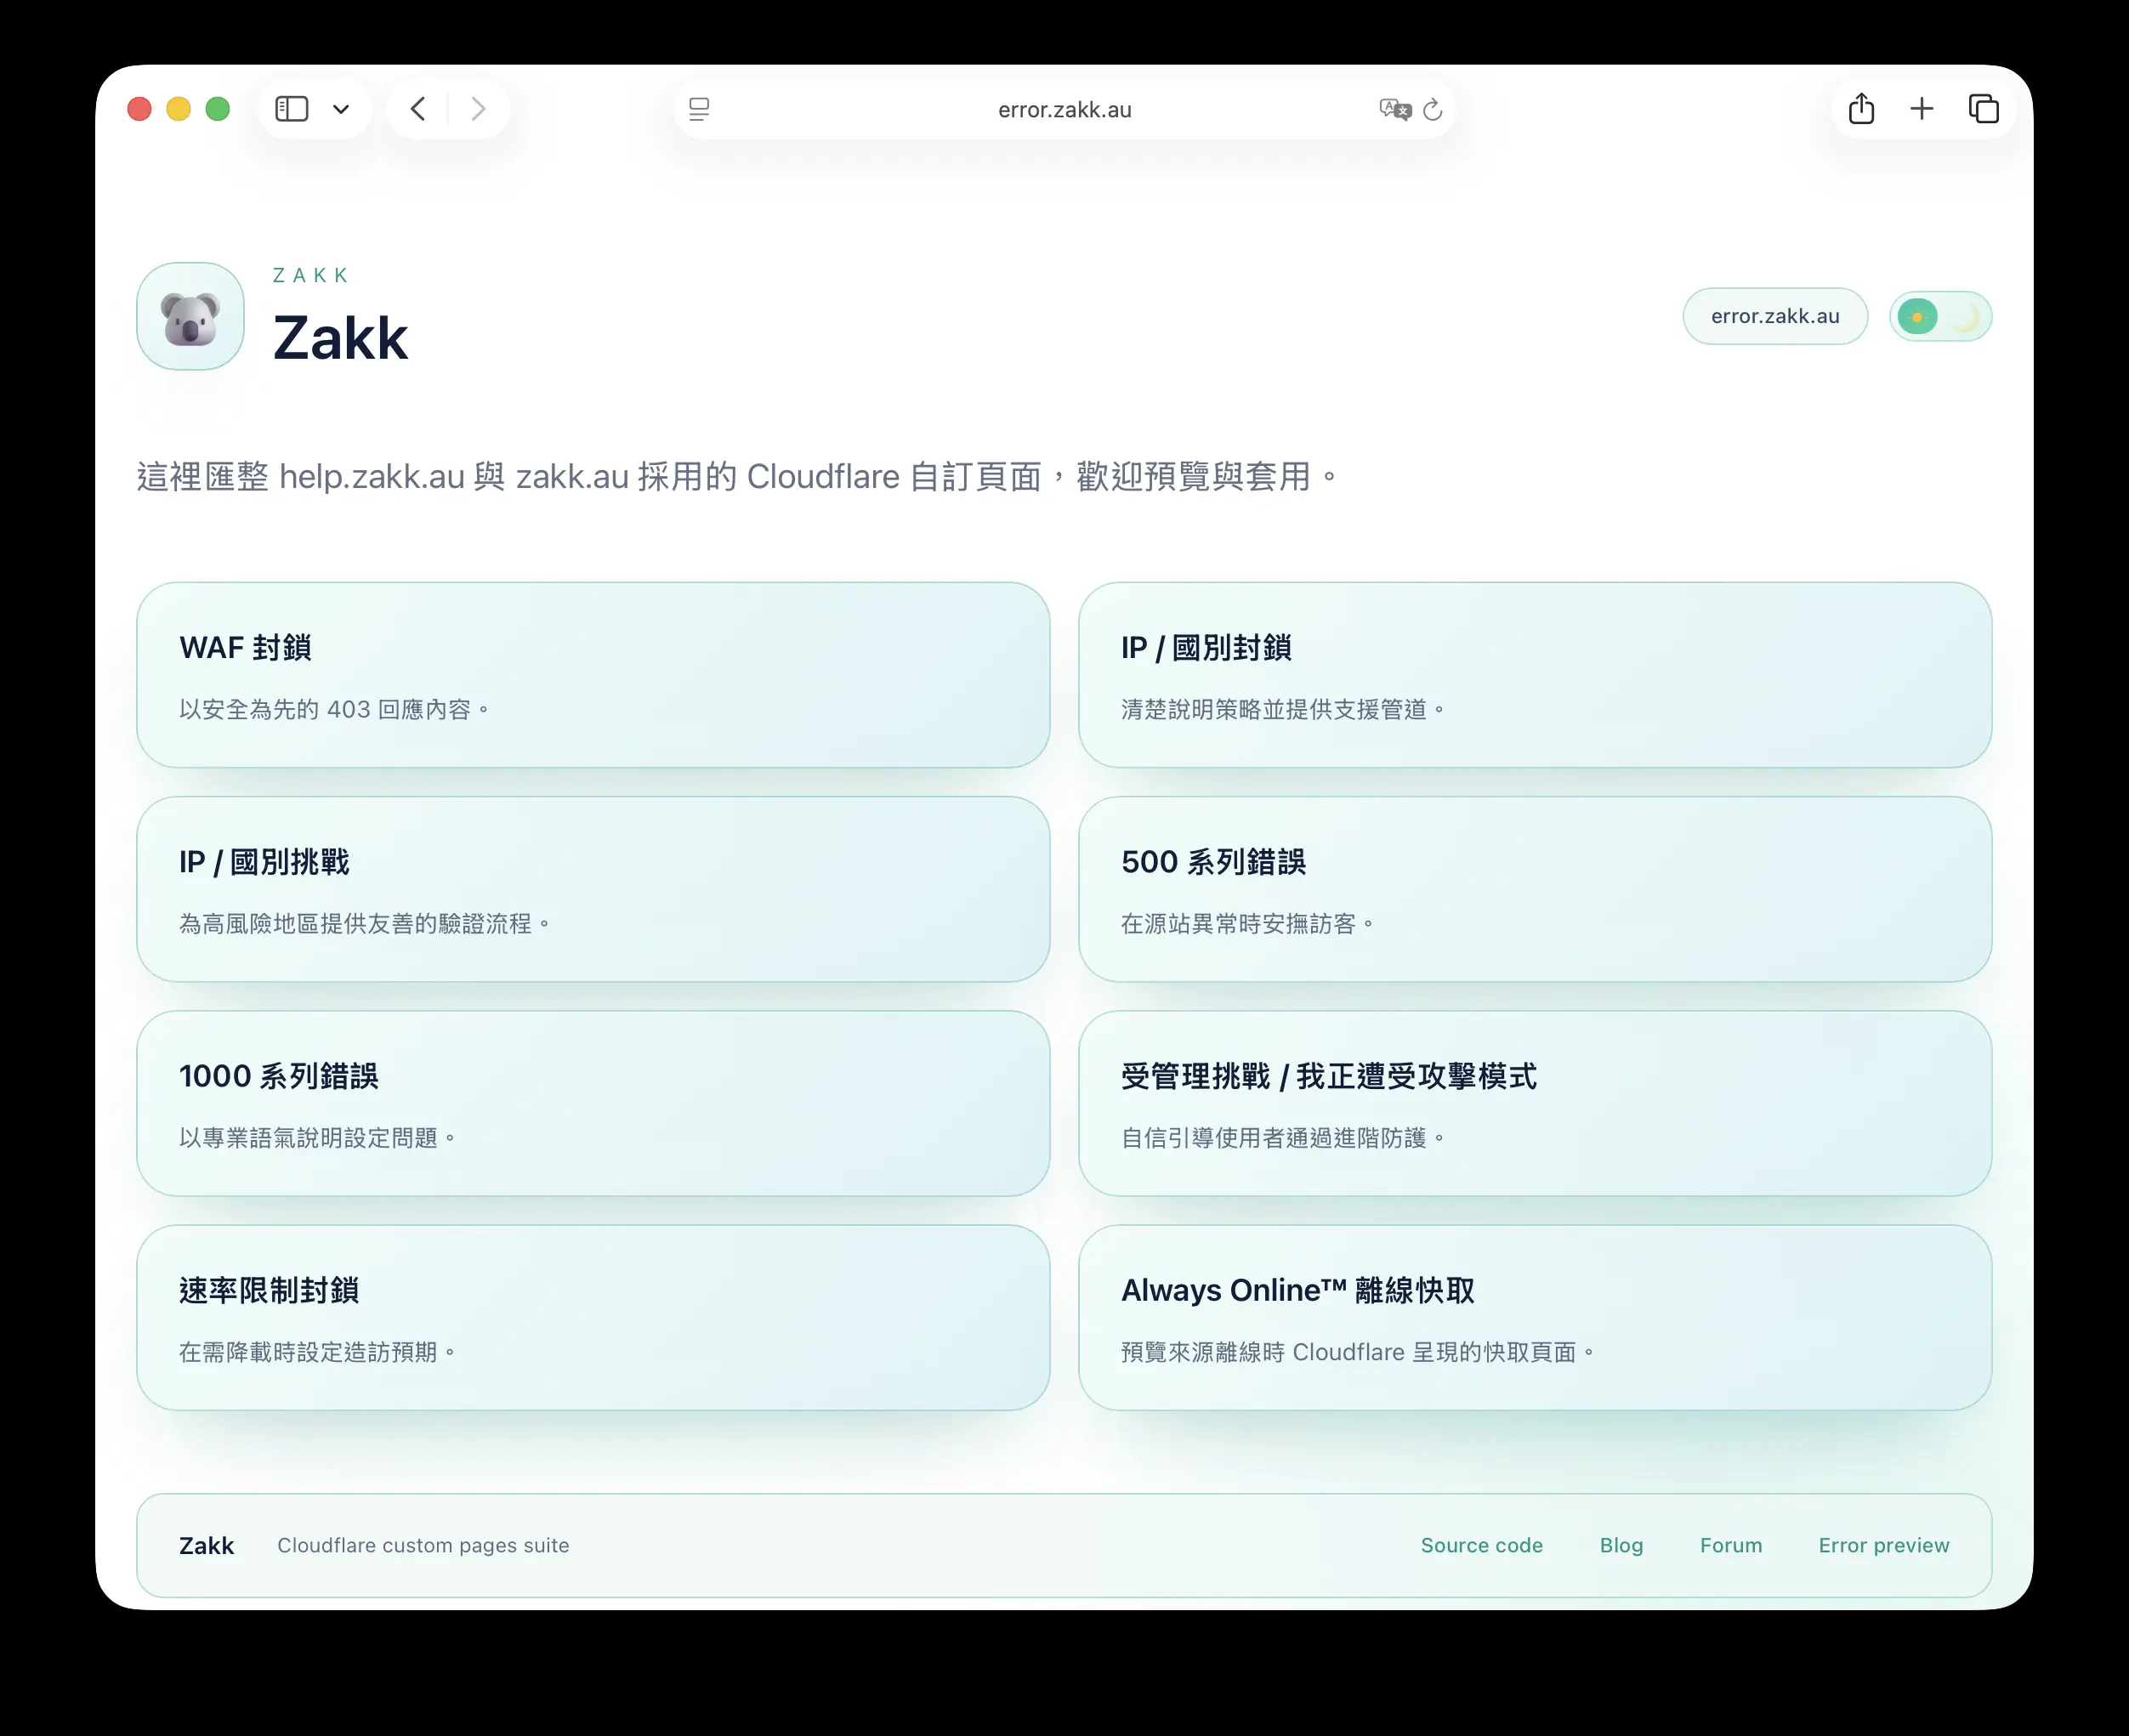 error.zakk.au
ZAKK
Zakk
error.zakk.au
這裡匯整 help.zakk.au 與 zakk.au 採用的 Cloudflare 自訂頁面，歡迎預覽與套用。
WAF 封鎖
以安全為先的 403 回應內容。
IP / 國別封鎖
清楚說明策略並提供支援管道。
IP / 國別挑戰
為高風險地區提供友善的驗證流程。
500 系列錯誤
在源站異常時安撫訪客。
1000 系列錯誤
以專業語氣說明設定問題。
受管理挑戰 / 我正遭受攻擊模式
自信引導使用者通過進階防護。
速率限制封鎖
在需降載時設定造訪預期。
Always Online™ 離線快取
預覽來源離線時 Cloudflare 呈現的快取頁面。
Zakk Cloudflare custom pages suite Source code Blog Forum Error preview